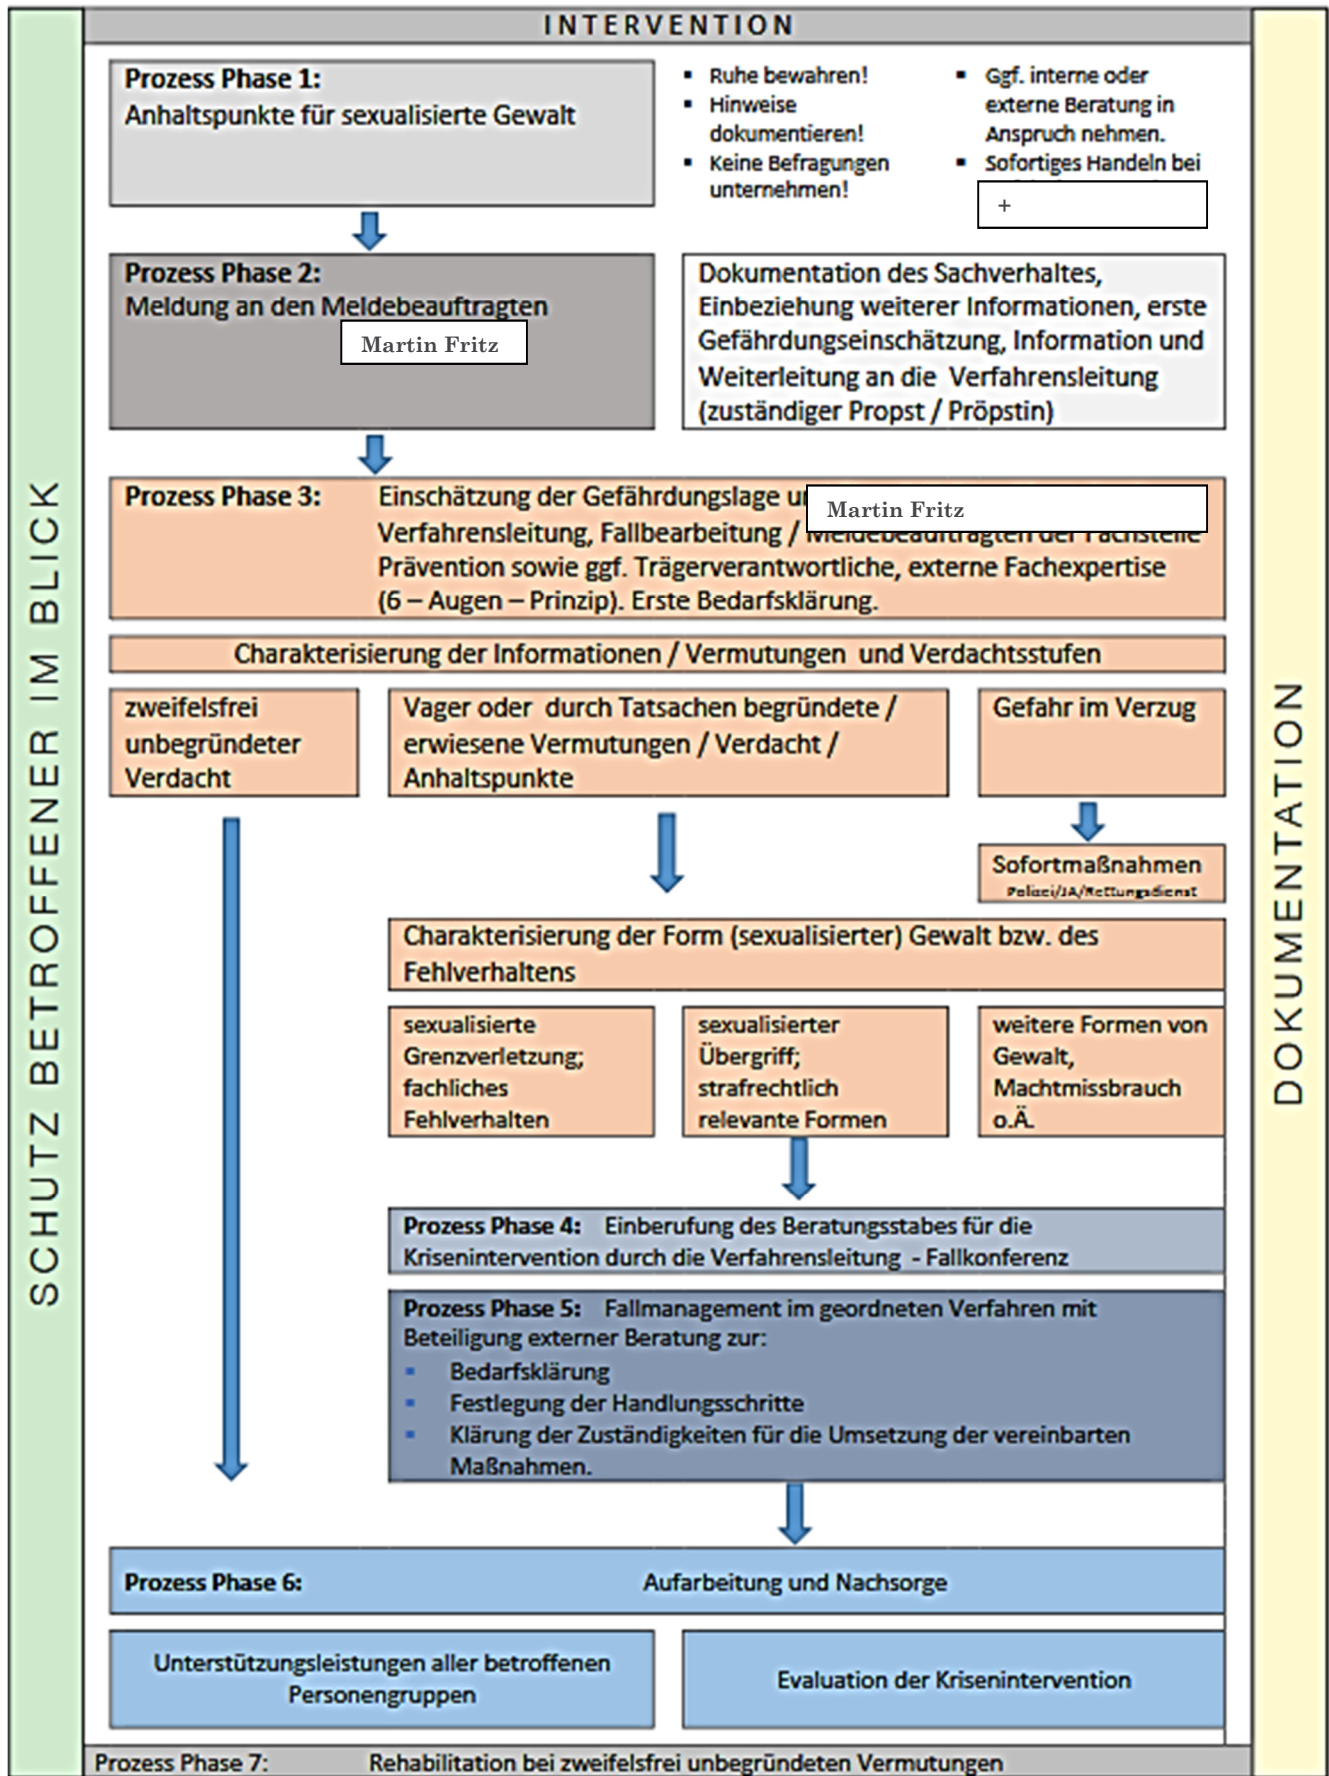 INTERVENTION
SCHUTZ BETROFFENER IM BLICK
DOKUMENTATION
Prozess Phase 1:
Anhaltspunkte für sexualisierte Gewalt
▪ Ruhe bewahren!
▪ Hinweise
dokumentieren!
▪ Keine Befragungen
unternehmen!
▪ Ggf. interne oder
externe Beratung in
Anspruch nehmen.
▪ Sofortiges Handeln bei
+
Prozess Phase 2:
Meldung an den Meldebeauftragten
Martin Fritz
Dokumentation des Sachverhaltes,
Einbeziehung weiterer Informationen, erste
Gefährdungseinschätzung, Information und
Weiterleitung an die Verfahrensleitung
(zuständiger Propst / Pröpstin)
Prozess Phase 3:
Einschätzung der Gefährdungslage
Martin Fritz
Verfahrensleitung, Fallbearbeitung / Meldebeauftragten der Fachstelle
Prävention sowie ggf. Trägerverantwortliche, externe Fachexpertise
(6 – Augen – Prinzip). Erste Bedarfsklärung.
Charakterisierung der Informationen / Vermutungen und Verdachtsstufen
zweifelsfrei
unbegründeter
Verdacht
Vager oder durch Tatsachen begründete /
erwiesene Vermutungen / Verdacht /
Anhaltspunkte
Gefahr im Verzug
Sofortmaßnahmen
Polizei/JA/Rettungsdienst
Charakterisierung der Form (sexualisierter) Gewalt bzw. des
Fehlverhaltens
sexualisierte
Grenzverletzung;
fachliches
Fehlverhalten
sexualisierter
Übergriff;
strafrechtlich
relevante Formen
weitere Formen von
Gewalt,
Machtmissbrauch
o.Ä.
Prozess Phase 4: Einberufung des Beratungsstabes für die
Krisenintervention durch die Verfahrensleitung - Fallkonferenz
Prozess Phase 5: Fallmanagement im geordneten Verfahren mit
Beteiligung externer Beratung zur:
▪ Bedarfsklärung
▪ Festlegung der Handlungsschritte
▪ Klärung der Zuständigkeiten für die Umsetzung der vereinbarten
Maßnahmen.
Prozess Phase 6: Aufarbeitung und Nachsorge
Unterstützungsleistungen aller betroffenen
Personengruppen
Evaluation der Krisenintervention
Prozess Phase 7: Rehabilitation bei zweifelsfrei unbegründeten Vermutungen